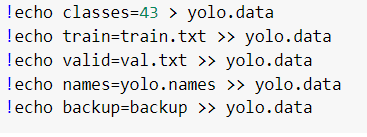 !echo classes=43 > yolo.data
!echo train=train.txt >> yolo.data
!echo valid=val.txt >> yolo.data
!echo names=yolo.names >> yolo.data
!echo backup=backup >> yolo.data